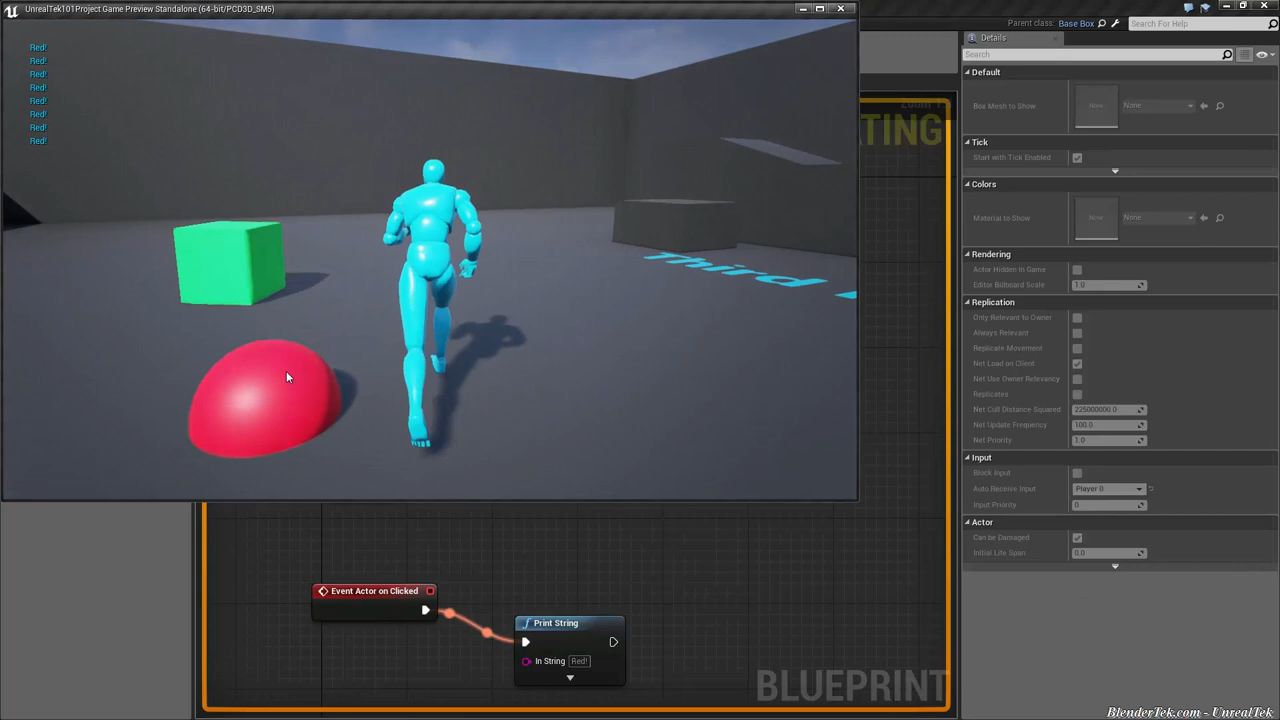 UnrealTek101Project Game Preview Standalone (64-bit/PCD3D_SM5)
Parent class: Base Box
Search For Help
Details
Search
Red!
Red!
Red!
Red!
Red!
Red!
Red!
Red!
Default
Box Mesh to Show
None
None
Tick
Start with Tick Enabled
Colors
Material to Show
None
None
Rendering
Actor Hidden In Game
Editor Billboard Scale
1.0
Replication
Only Relevant to Owner
Always Relevant
Replicate Movement
Net Load on Client
Net Use Owner Relevancy
Replicates
Net Cull Distance Squared
225000000.0
Net Update Frequency
100.0
Net Priority
1.0
Input
Block Input
Auto Receive Input
Player 0
Input Priority
0
Actor
Can be Damaged
Initial Life Span
0.0
ATING
Third
Event Actor on Clicked
Print String
In String
Red!
BLUEPRINT
BlenderTek.com - UnrealTek